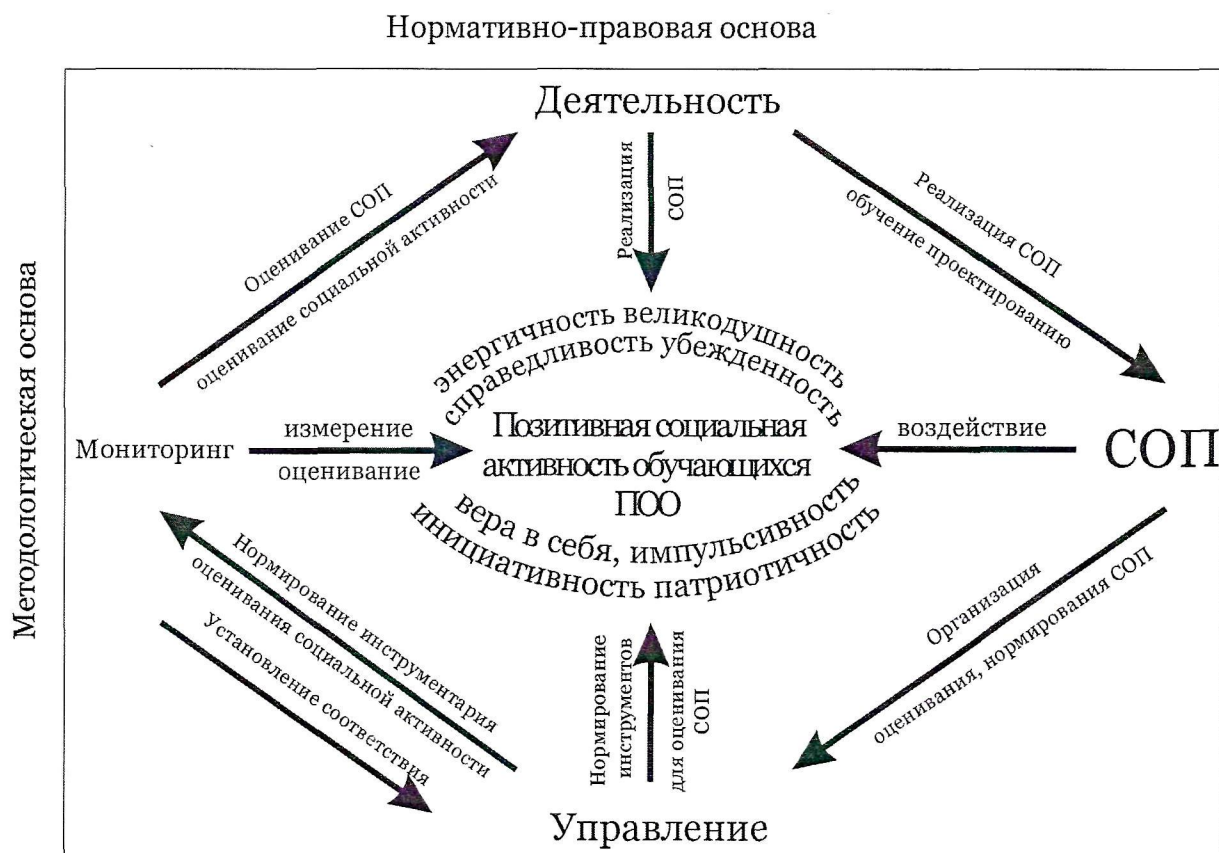 Нормативно-правовая основа
Методологическая основа
Деятельность
Оценивание СОП
оценивание социальной активности
Реализация
СОП
Реализация СОП
обучение проектированию
энергичность великодушность
справедливость убежденность
Мониторинг
измерение
оценивание
Позитивная социальная
активность обучающихся
ПОО
воздействие
СОП
вера в себя, импульсивность
инициативность патриотичность
Нормирование инструментария
оценивания социальной активности
Установление соответствия
Нормирование
инструментов
для оценивания
СОП
Организация
оценивания, нормирования СОП
Управление